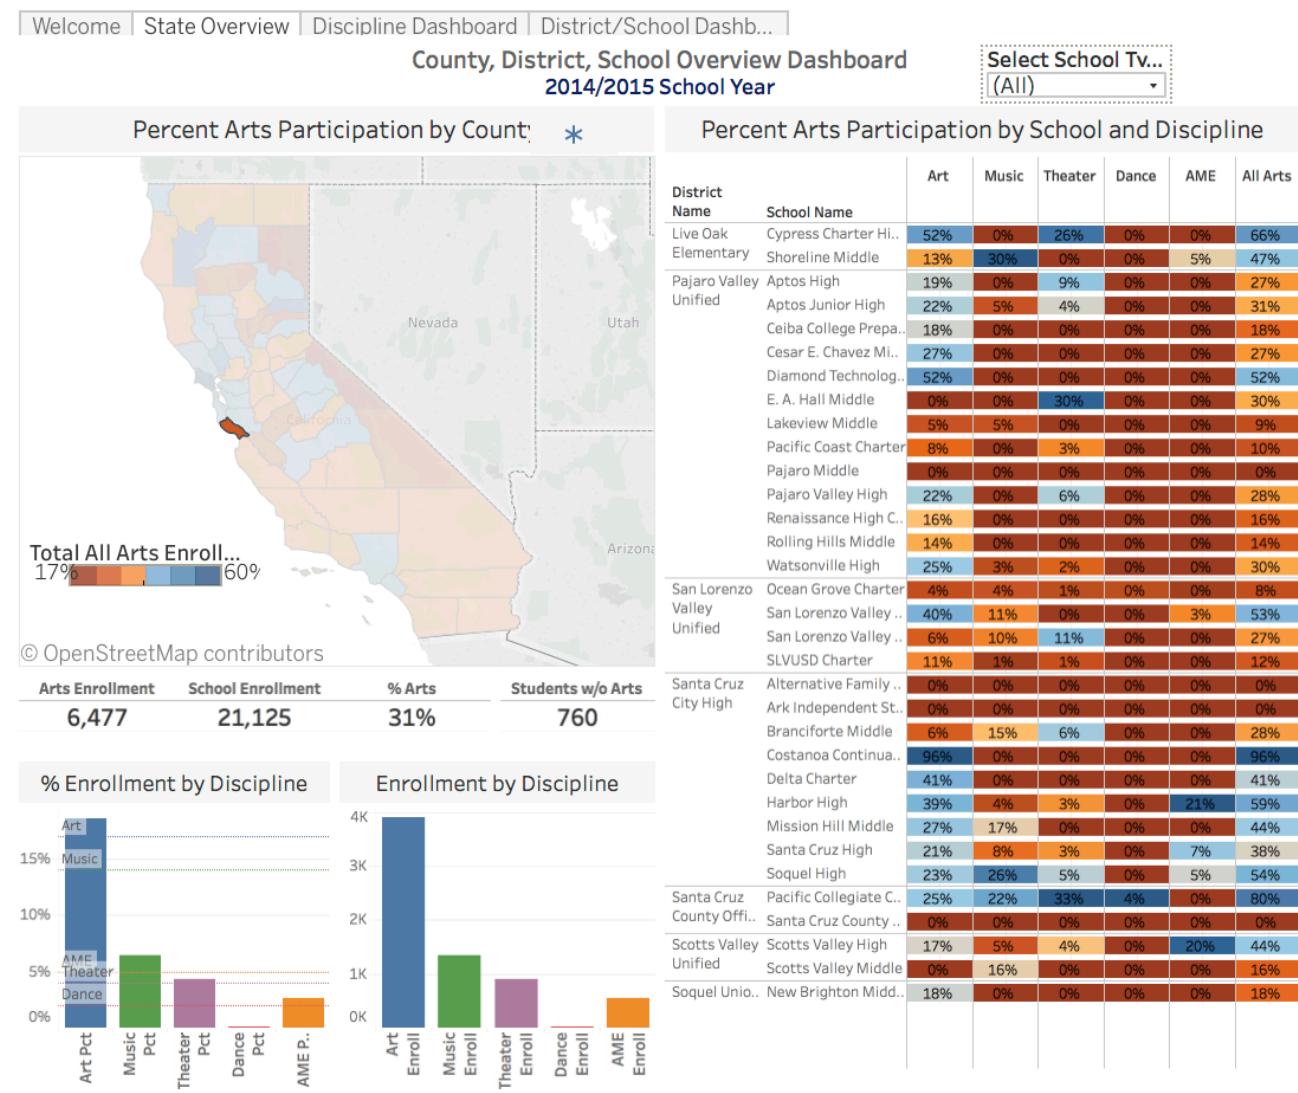 Welcome State Overview Discipline Dashboard District/School Dashb...
County, District, School Overview Dashboard
2014/2015 School Year
Select School Tv...
(All)
Percent Arts Participation by County
*
Nevada
Utah
California
Arizona
Total All Arts Enroll...
17% 60%
© OpenStreetMap contributors
Arts Enrollment School Enrollment % Arts Students w/o Arts
6,477 21,125 31% 760
% Enrollment by Discipline
Art
15% Music
10%
AME
5% Theater
Dance
0%
Art Pct
Music Pct
Theater Pct
Dance Pct
AME P..
Enrollment by Discipline
4K
3K
2K
1K
0K
Art Enroll
Music Enroll
Theater Enroll
Dance Enroll
AME Enroll
Percent Arts Participation by School and Discipline
Art Music Theater Dance AME All Arts
District
Name School Name
Live Oak Cypress Charter Hi.. 52% 0% 26% 0% 0% 66%
Elementary Shoreline Middle 13% 30% 0% 0% 5% 47%
Pajaro Valley Aptos High 19% 0% 9% 0% 0% 27%
Unified Aptos Junior High 22% 5% 4% 0% 0% 31%
Ceiba College Prepa.. 18% 0% 0% 0% 0% 18%
Cesar E. Chavez Mi.. 27% 0% 0% 0% 0% 27%
Diamond Technolog.. 52% 0% 0% 0% 0% 52%
E. A. Hall Middle 0% 0% 30% 0% 0% 30%
Lakeview Middle 5% 5% 0% 0% 0% 9%
Pacific Coast Charter 8% 0% 3% 0% 0% 10%
Pajaro Middle 0% 0% 0% 0% 0% 0%
Pajaro Valley High 22% 0% 6% 0% 0% 28%
Renaissance High C.. 16% 0% 0% 0% 0% 16%
Rolling Hills Middle 14% 0% 0% 0% 0% 14%
Watsonville High 25% 3% 2% 0% 0% 30%
San Lorenzo Ocean Grove Charter 4% 4% 1% 0% 0% 8%
Valley San Lorenzo Valley .. 40% 11% 0% 0% 3% 53%
Unified San Lorenzo Valley .. 6% 10% 11% 0% 0% 27%
SLVUSD Charter 11% 1% 1% 0% 0% 12%
Santa Cruz Alternative Family .. 0% 0% 0% 0% 0% 0%
City High Ark Independent St.. 0% 0% 0% 0% 0% 0%
Branciforte Middle 6% 15% 6% 0% 0% 28%
Costanoa Continua.. 96% 0% 0% 0% 0% 96%
Delta Charter 41% 0% 0% 0% 0% 41%
Harbor High 39% 4% 3% 0% 21% 59%
Mission Hill Middle 27% 17% 0% 0% 0% 44%
Santa Cruz High 21% 8% 3% 0% 7% 38%
Soquel High 23% 26% 5% 0% 5% 54%
Santa Cruz Pacific Collegiate C.. 25% 22% 33% 4% 0% 80%
County Offi.. Santa Cruz County .. 0% 0% 0% 0% 0% 0%
Scotts Valley Scotts Valley High 17% 5% 4% 0% 20% 44%
Unified Scotts Valley Middle 0% 16% 0% 0% 0% 16%
Soquel Unio.. New Brighton Midd.. 18% 0% 0% 0% 0% 18%